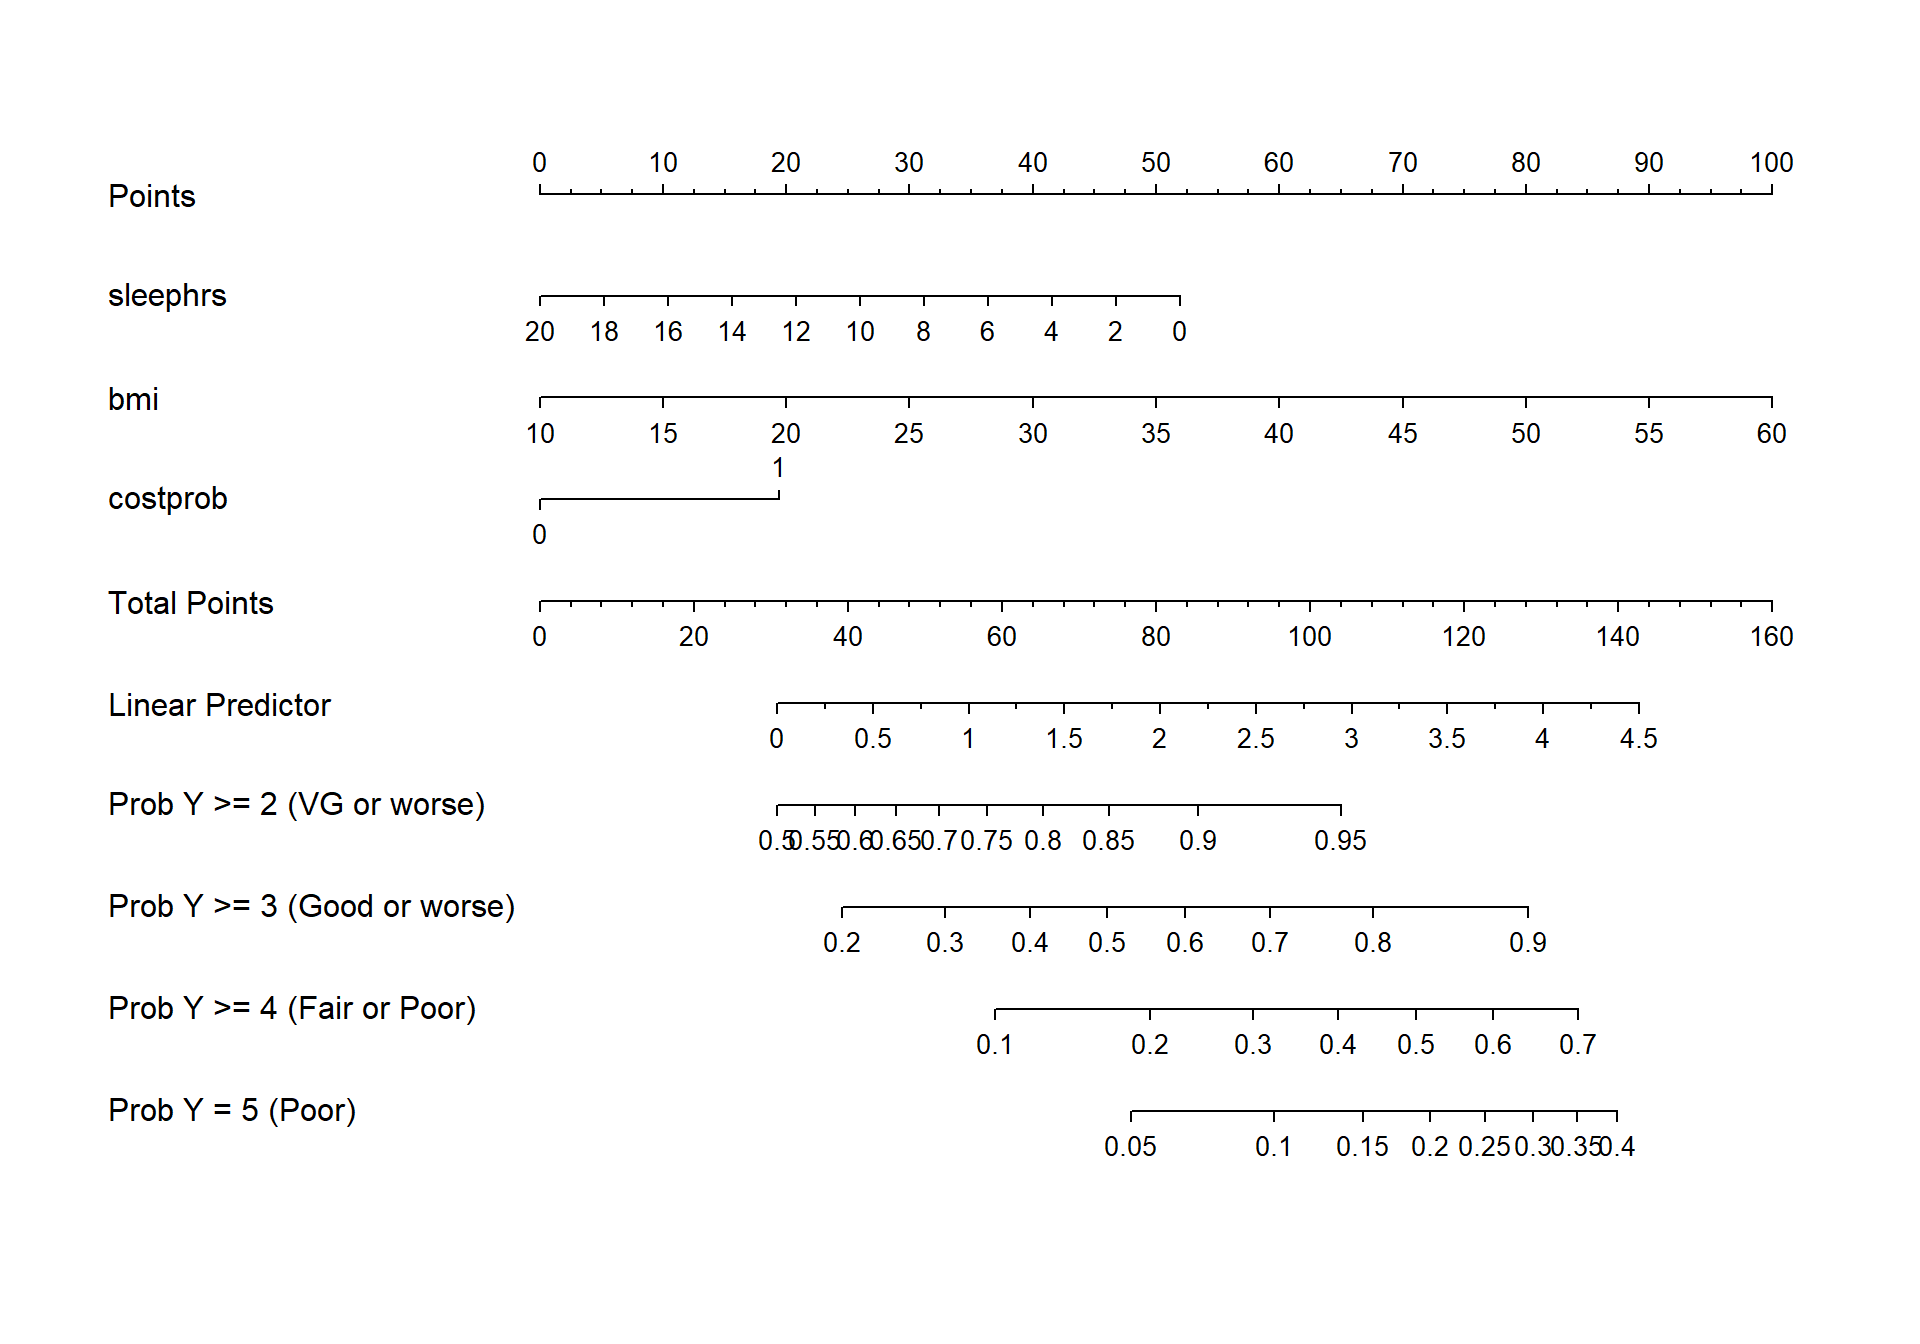 0 10 20 30 40 50 60 70 80 90 100
Points
sleephrs
20 18 16 14 12 10 8 6 4 2 0
bmi
10 15 20 25 30 35 40 45 50 55 60
1
costprob
0
Total Points
0 20 40 60 80 100 120 140 160
Linear Predictor
0 0.5 1 1.5 2 2.5 3 3.5 4 4.5
Prob Y >= 2 (VG or worse)
0.5 0.55 0.6 0.65 0.7 0.75 0.8 0.85 0.9 0.95
Prob Y >= 3 (Good or worse)
0.2 0.3 0.4 0.5 0.6 0.7 0.8 0.9
Prob Y >= 4 (Fair or Poor)
0.1 0.2 0.3 0.4 0.5 0.6 0.7
Prob Y = 5 (Poor)
0.05 0.1 0.15 0.2 0.25 0.3 0.35 0.4